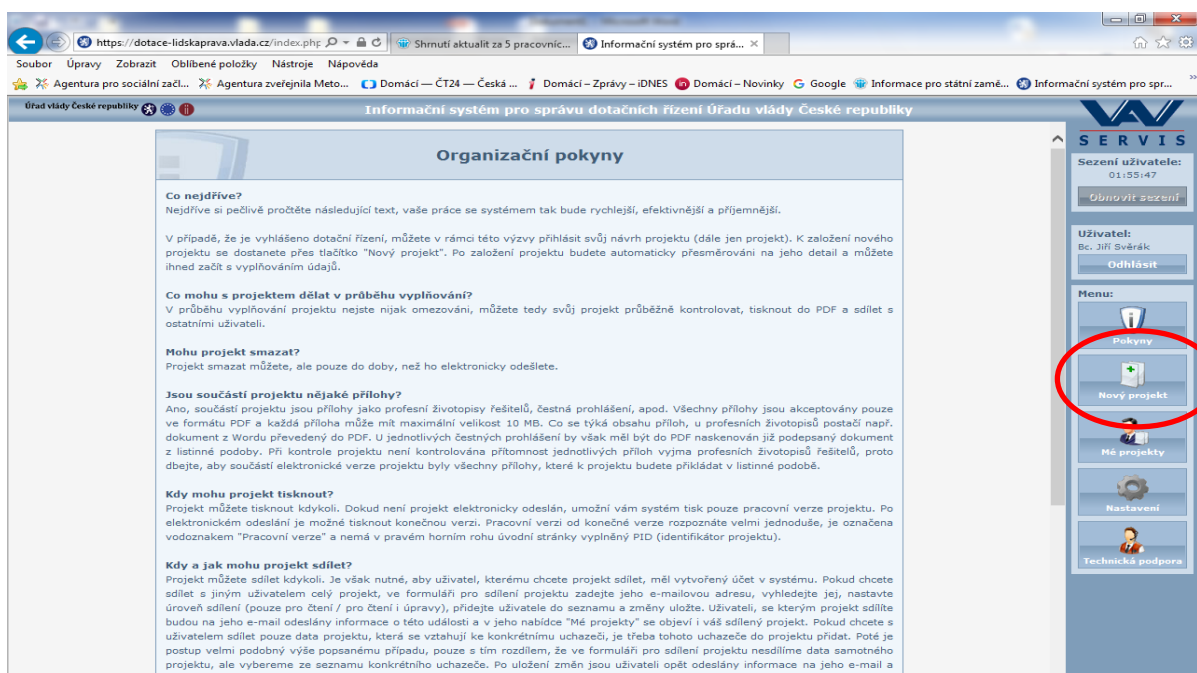 https://dotace-lidskaprava.vlada.cz/index.php
Shrnutí aktualit za 5 pracovníc...
Informační systém pro sprá...
Soubor Úpravy Zobrazit Oblíbené položky Nástroje Nápověda
Agentura pro sociální začl... Agentura zveřejnila Meto... Domácí — ČT24 — Česká ... Domácí – Zprávy – iDNES Domácí – Novinky Google Informace pro státní zamě... Informační systém pro spr...
Úřad vlády České republiky
Informační systém pro správu dotačních řízení Úřadu vlády České republiky
Organizační pokyny
Co nejdříve?
Nejdříve si pečlivě pročtěte následující text, vaše práce se systémem tak bude rychlejší, efektivnější a příjemnější.
V případě, že je vyhlášeno dotační řízení, můžete v rámci této výzvy přihlásit svůj návrh projektu (dále jen projekt). K založení nového
projektu se dostanete přes tlačítko "Nový projekt". Po založení projektu budete automaticky přesměrováni na jeho detail a můžete
ihned začít s vyplňováním údajů.
Co mohu s projektem dělat v průběhu vyplňování?
V průběhu vyplňování projektu nejste nijak omezováni, můžete tedy svůj projekt průběžně kontrolovat, tisknout do PDF a sdílet s
ostatními uživateli.
Mohu projekt smazat?
Projekt smazat můžete, ale pouze do doby, než ho elektronicky odešlete.
Jsou součástí projektu nějaké přílohy?
Ano, součástí projektu jsou přílohy jako profesní životopisy řešitelů, čestná prohlášení, apod. Všechny přílohy jsou akceptovány pouze
ve formátu PDF a každá příloha může mít maximální velikost 10 MB. Co se týká obsahu příloh, u profesních životopisů postačí např.
dokument z Wordu převedený do PDF. U jednotlivých čestných prohlášení by však měl být do PDF naskenován již podepsaný dokument
z listinné podoby. Při kontrole projektu není kontrolována přítomnost jednotlivých příloh vyjma profesních životopisů řešitelů, proto
dbejte, aby součástí elektronické verze projektu byly všechny přílohy, které k projektu budete přikládat v listinné podobě.
Kdy mohu projekt tisknout?
Projekt můžete tisknout kdykoli. Dokud není projekt elektronicky odeslán, umožní vám systém tisk pouze pracovní verze projektu. Po
elektronickém odeslání je možné tisknout konečnou verzi. Pracovní verzi od konečné verze rozpoznáte velmi jednoduše, je označena
vodoznakem "Pracovní verze" a nemá v pravém horním rohu úvodní stránky vyplněný PID (identifikátor projektu).
Kdy a jak mohu projekt sdílet?
Projekt můžete sdílet kdykoli. Je však nutné, aby uživatel, kterému chcete projekt sdílet, měl vytvořený účet v systému. Pokud chcete
sdílet s jiným uživatelem celý projekt, ve formuláři pro sdílení projektu zadejte jeho e-mailovou adresu, vyhledejte jej, nastavte
úroveň sdílení (pouze pro čtení / pro čtení i úpravy), přidejte uživatele do seznamu a změny uložte. Uživateli, se kterým projekt sdílíte
budou na jeho e-mail odeslány informace o této události a v jeho nabídce "Mé projekty" se objeví i váš sdílený projekt. Pokud chcete s
uživatelem sdílet pouze data projektu, která se vztahují ke konkrétnímu uchazeči, je třeba tohoto uchazeče do projektu přidat. Poté je
postup velmi podobný výše popsanému případu, pouze s tím rozdílem, že ve formuláři pro sdílení projektu nesdílíme data samotného
projektu, ale vybereme ze seznamu konkrétního uchazeče. Po uložení změn jsou uživateli opět odeslány informace na jeho e-mail a
VAV
SERVIS
Sezení uživatele:
01:55:47
Obnovit sezení
Uživatel:
Bc. Jiří Svěrák
Odhlásit
Menu:
Pokyny
Nový projekt
Mé projekty
Nastavení
Technická podpora